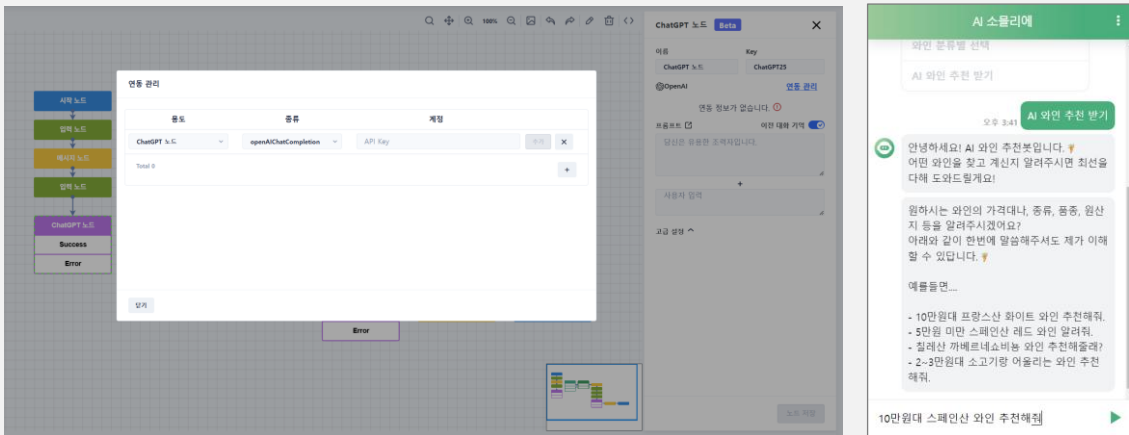 100%
ChatGPT 노드 Beta
이름 Key
ChatGPT 노드 ChatGPT25
OpenAI 연동 관리
연동 정보가 없습니다.
프롬프트 이전 대화 기억
당신은 유용한 조력자입니다.
+
사용자 입력
고급 설정
노드 저장
연동 관리
용도 종류 계정
ChatGPT 노드 openAIChatCompletion API Key 추가
Total 0
+
닫기
시작 노드
입력 노드
메시지 노드
입력 노드
ChatGPT 노드
Success
Error
Error
AI 소믈리에
와인 분류별 선택
AI 와인 추천 받기
오후 3:41 AI 와인 추천 받기
안녕하세요! AI 와인 추천봇입니다.
어떤 와인을 찾고 계신지 알려주시면 최선을
다해 도와드릴게요!
원하시는 와인의 가격대나, 종류, 품종, 원산
지 등을 알려주시겠어요?
아래와 같이 한번에 말씀해주셔도 제가 이해
할 수 있답니다.
예를들면....
- 10만원대 프랑스산 화이트 와인 추천해줘.
- 5만원 미만 스페인산 레드 와인 알려줘.
- 칠레산 까베르네쇼비뇽 와인 추천해줄래?
- 2~3만원대 소고기랑 어울리는 와인 추천
해줘.
10만원대 스페인산 와인 추천해줘